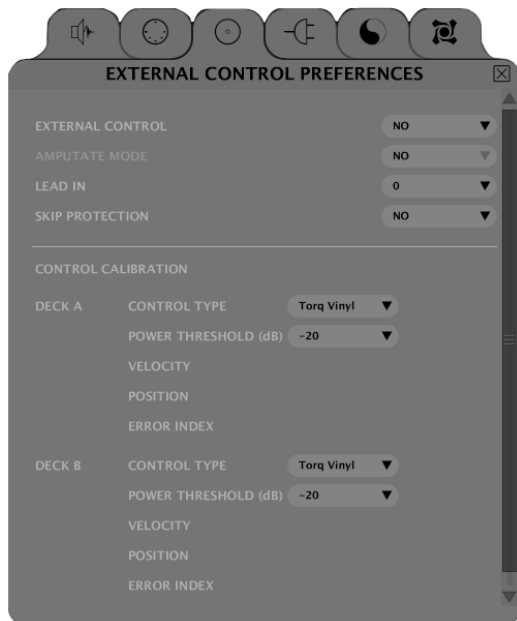 EXTERNAL CONTROL PREFERENCES
EXTERNAL CONTROL NO
AMPUTATE MODE NO
LEAD IN 0
SKIP PROTECTION NO
CONTROL CALIBRATION
DECK A CONTROL TYPE Torq Vinyl
POWER THRESHOLD (dB) -20
VELOCITY
POSITION
ERROR INDEX
DECK B CONTROL TYPE Torq Vinyl
POWER THRESHOLD (dB) -20
VELOCITY
POSITION
ERROR INDEX